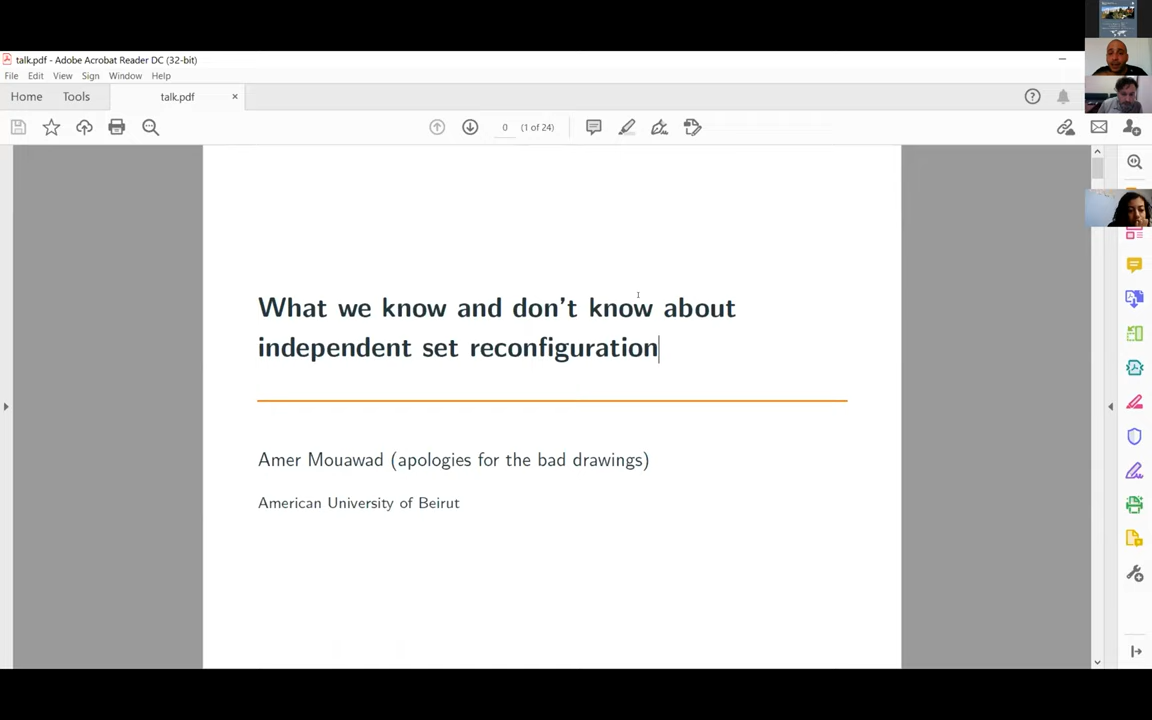 talk.pdf - Adobe Acrobat Reader DC (32-bit)
File Edit View Sign Window Help
Home Tools talk.pdf ×
0 (1 of 24)
What we know and don't know about
independent set reconfiguration
Amer Mouawad (apologies for the bad drawings)
American University of Beirut